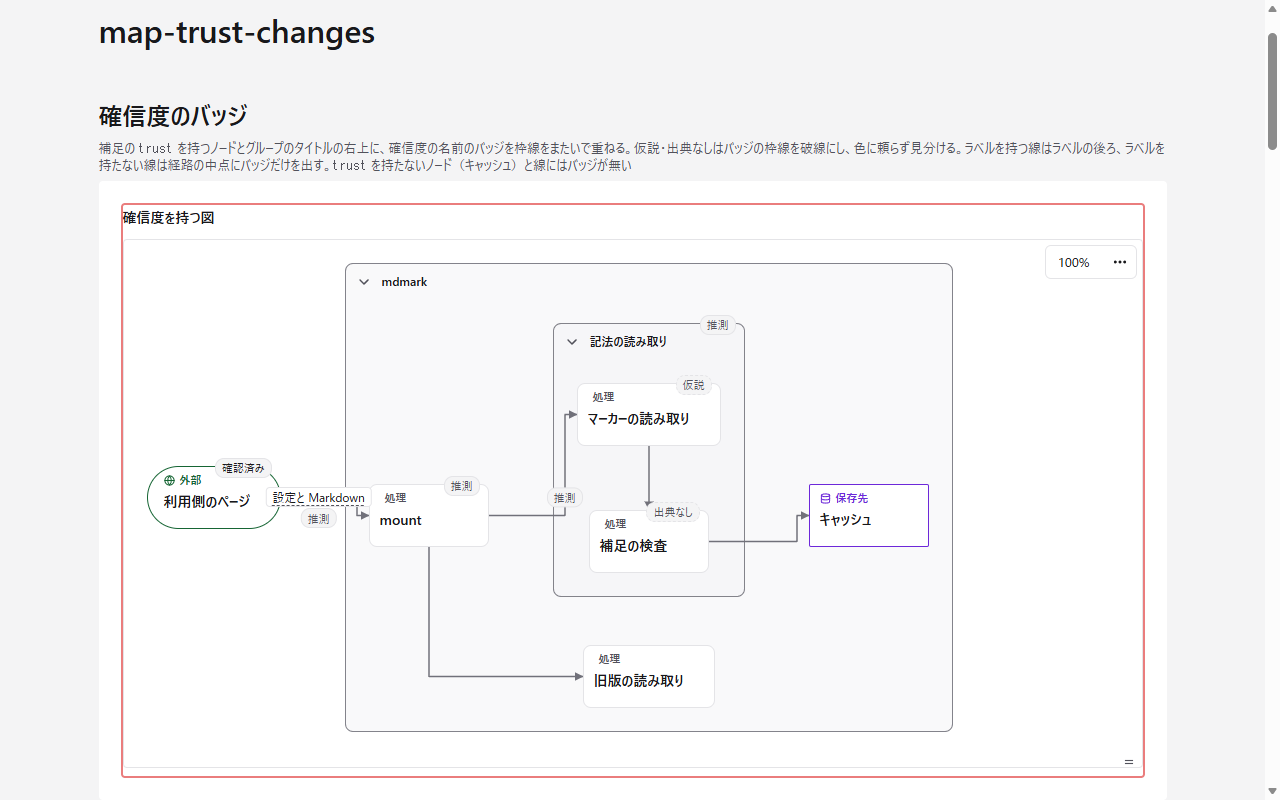 map-trust-changes
確信度のバッジ
補足の trust を持つノードとグループのタイトルの右上に、確信度の名前のバッジを枠線をまたいで重ねる。仮説・出典なしはバッジの枠線を破線にし、色に頼らず見分ける。ラベルを持つ線はラベルの後ろ、ラベルを
持たない線は経路の中点にバッジだけを出す。trust を持たないノード（キャッシュ）と線にはバッジが無い
確信度を持つ図
100%
mdmark
推測
記法の読み取り
仮説
処理
マーカーの読み取り
確認済み
外部
利用側のページ
設定と Markdown
推測
推測
処理
mount
推測
出典なし
処理
補足の検査
保存先
キャッシュ
処理
旧版の読み取り